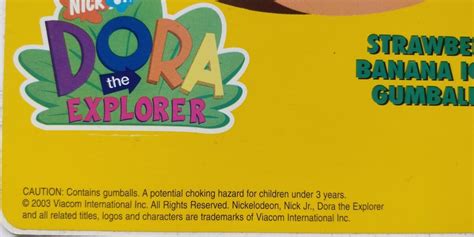 NICK JR.
DORA
the
EXPLORER
STRAWBE
BANANA
GUMBAL
CAUTION: Contains gumballs. A potential choking hazard for children under 3 years.
© 2003 Viacom International Inc. All Rights Reserved. Nickelodeon, Nick Jr., Dora the Explorer
and all related titles, logos and characters are trademarks of Viacom International Inc.